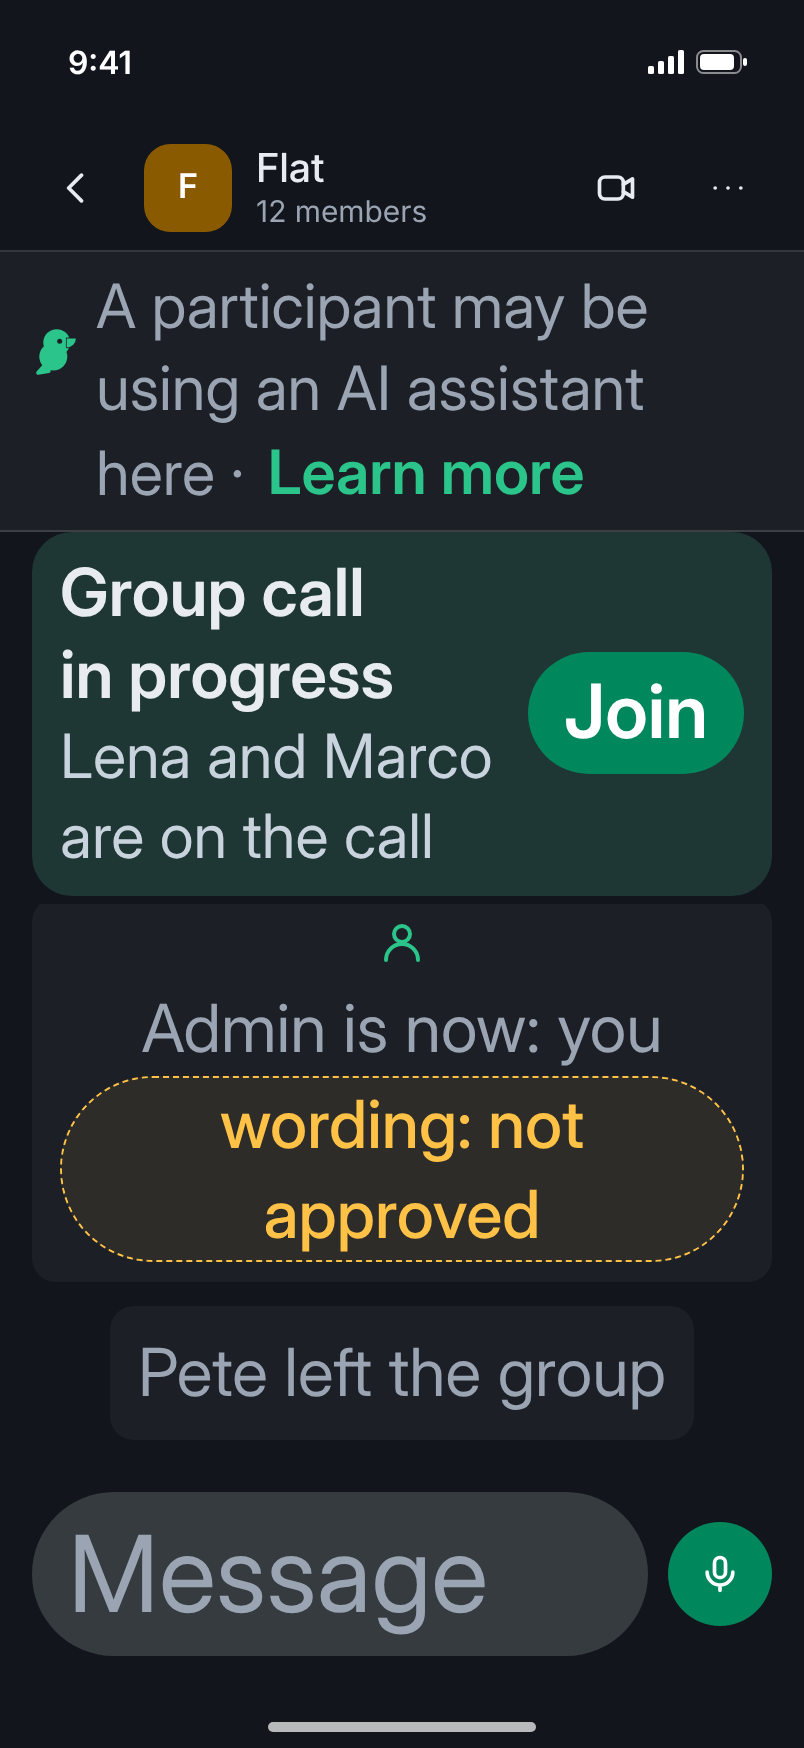 9:41
F
Flat
12 members
A participant may be
using an AI assistant
here · Learn more
Group call
in progress
Lena and Marco
are on the call
Join
Admin is now: you
wording: not
approved
Pete left the group
Message